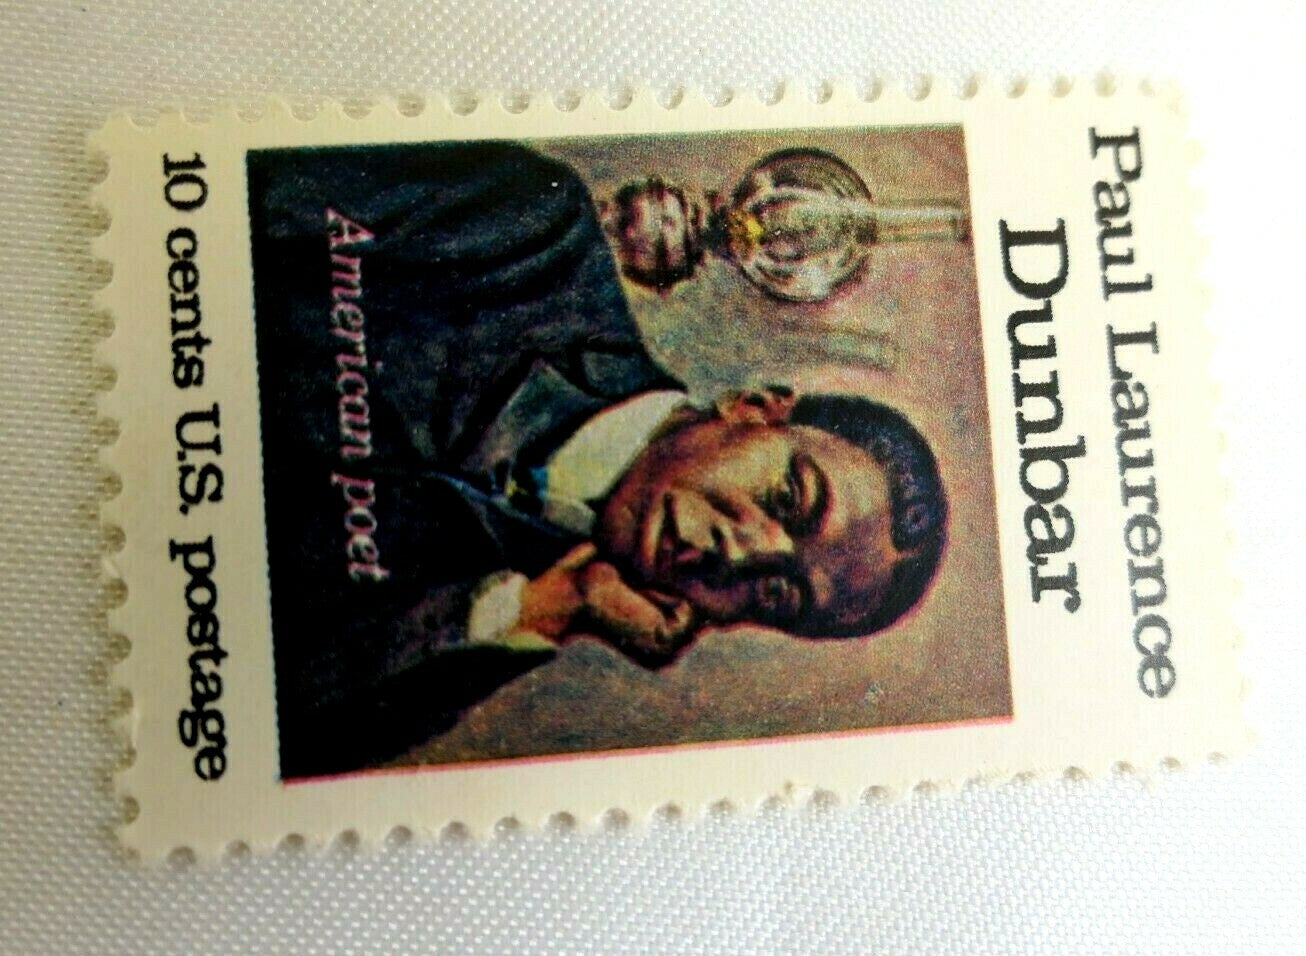 Paul Laurence
Dunbar
American poet
10 cents U.S. postage